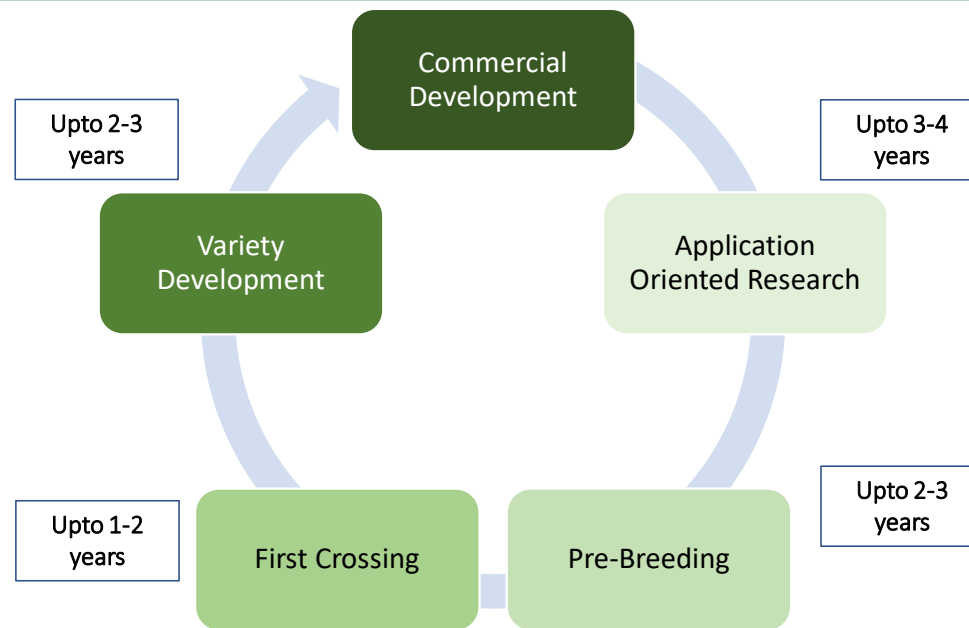 Commercial
Development
Upto 2-3
years
Upto 3-4
years
Variety
Development
Application
Oriented Research
Upto 1-2
years
First Crossing
Pre-Breeding
Upto 2-3
years